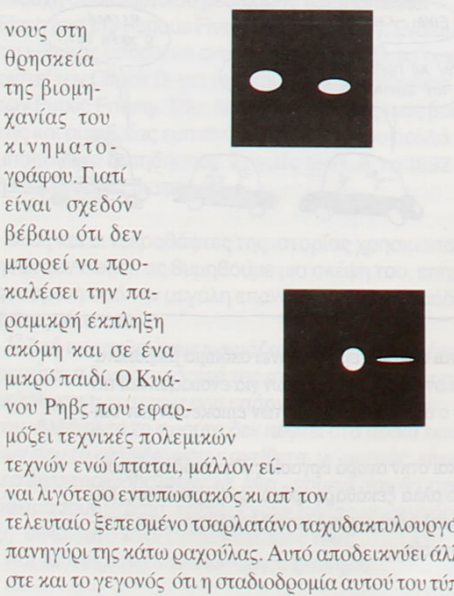 νους στη
θρησκεία
της βιομη-
χανίας του
κινηματο-
γράφου. Γιατί
είναι σχεδόν
βέβαιο ότι δεν
μπορεί να προ-
καλέσει την πα-
ραμικρή έκπληξη
ακόμη και σε ένα
μικρό παιδί. Ο Κυά-
νου Ρηβς που εφαρ-
μόζει τεχνικές πολεμικών
τεχνών ενώ ίπταται, μάλλον εί-
ναι λιγότερο εντυπωσιακός κι απ' τον
τελευταίο ξεπεσμένο τσαρλατάνο ταχυδακτυλουργό
πανηγύρι της κάτω ραχούλας. Αυτό αποδεικνύει άλλ
στε και το γεγονός ότι η σταδιοδρομία αυτού του τύπ